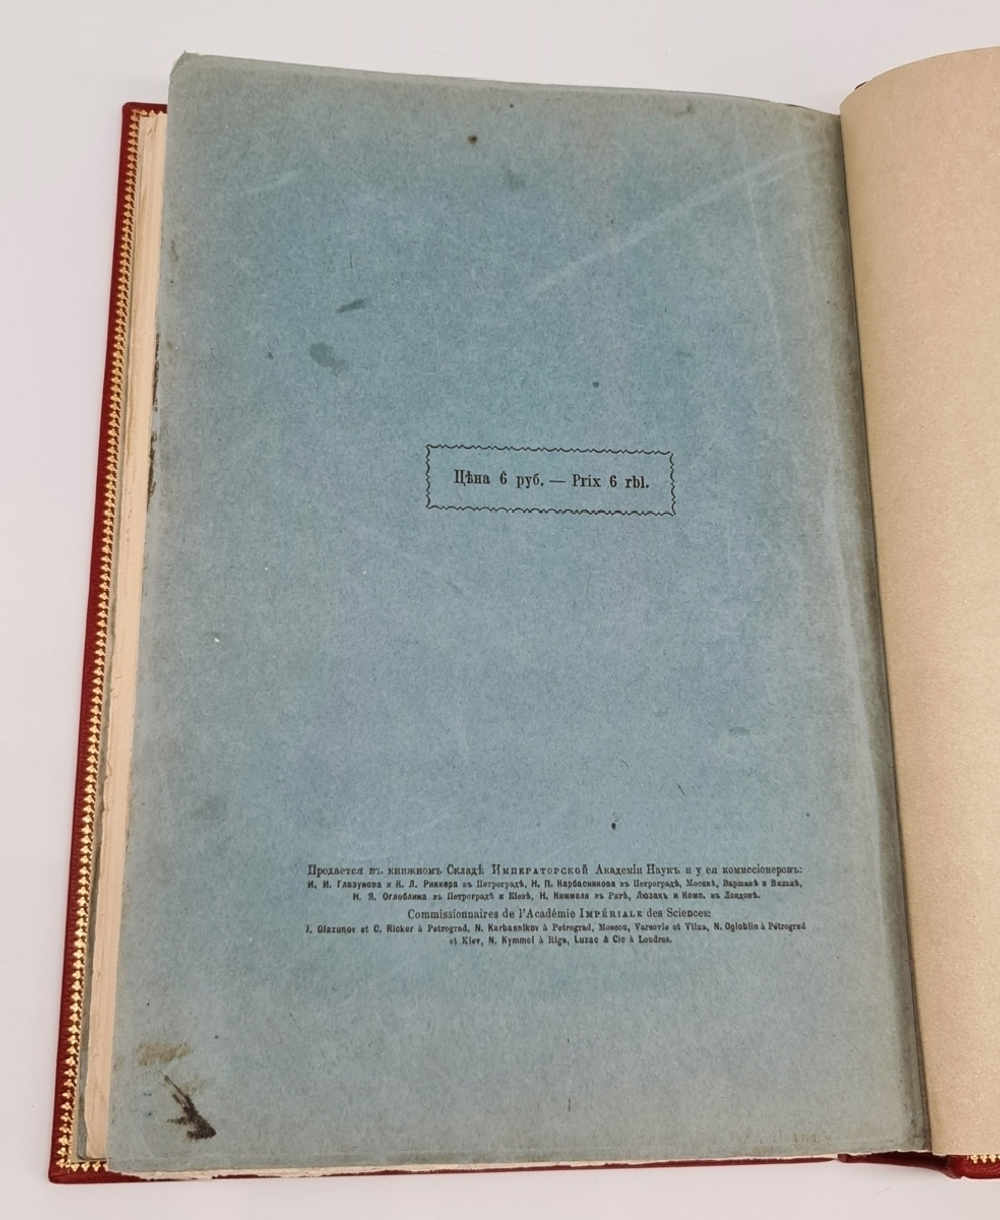 Цѣна 6 руб. — Prix 6 rbl.
Продается въ книжномъ Складѣ Императорской Академіи Наукъ и у ея комиссіонеровъ:
И. И. Глазунова и К. Л. Риккера въ Петроградѣ, Н. П. Карбасникова въ Петроградѣ, Москвѣ, Варшавѣ и Вильнѣ,
Н. Я. Оглоблина въ Петроградѣ и Кіевѣ, Н. Киммеля въ Ригѣ, Люзакъ и Комп. въ Лондонѣ.
Commissionnaires de l'Académie Impériale des Sciences:
J. Glazunov et C. Ricker à Petrograd, N. Karbasnikov à Petrograd, Moscou, Varsovie et Vilna, N. Ogloblin à Petrograd
et Kiev, N. Kymmel à Riga, Luzac & Cie à Londres.